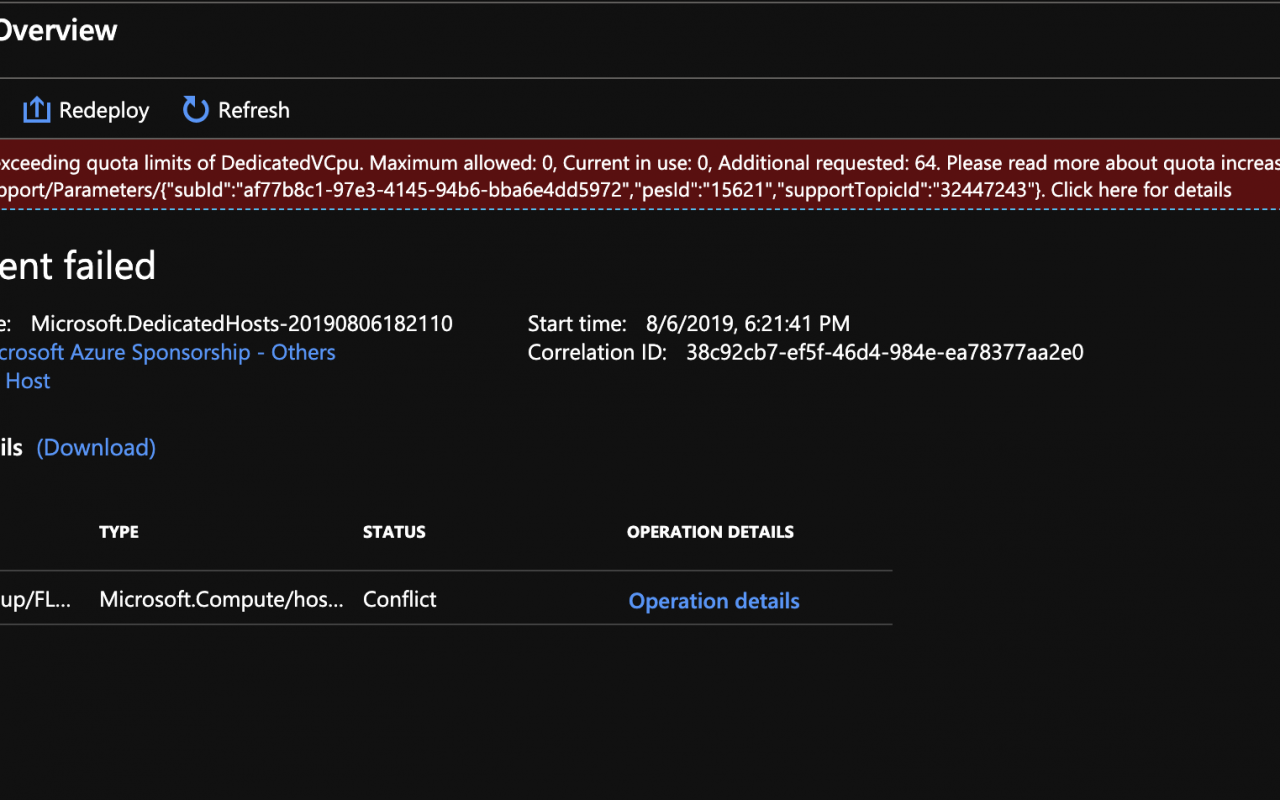 Overview
Redeploy Refresh
xceeding quota limits of DedicatedVCpu. Maximum allowed: 0, Current in use: 0, Additional requested: 64. Please read more about quota increas
pport/Parameters/{"subId":"af77b8c1-97e3-4145-94b6-bba6e4dd5972","pesId":"15621","supportTopicId":"32447243"}. Click here for details
ent failed
e: Microsoft.DedicatedHosts-20190806182110 Start time: 8/6/2019, 6:21:41 PM
crosoft Azure Sponsorship - Others Correlation ID: 38c92cb7-ef5f-46d4-984e-ea78377aa2e0
Host
ils (Download)
TYPE STATUS OPERATION DETAILS
up/FL... Microsoft.Compute/hos... Conflict Operation details